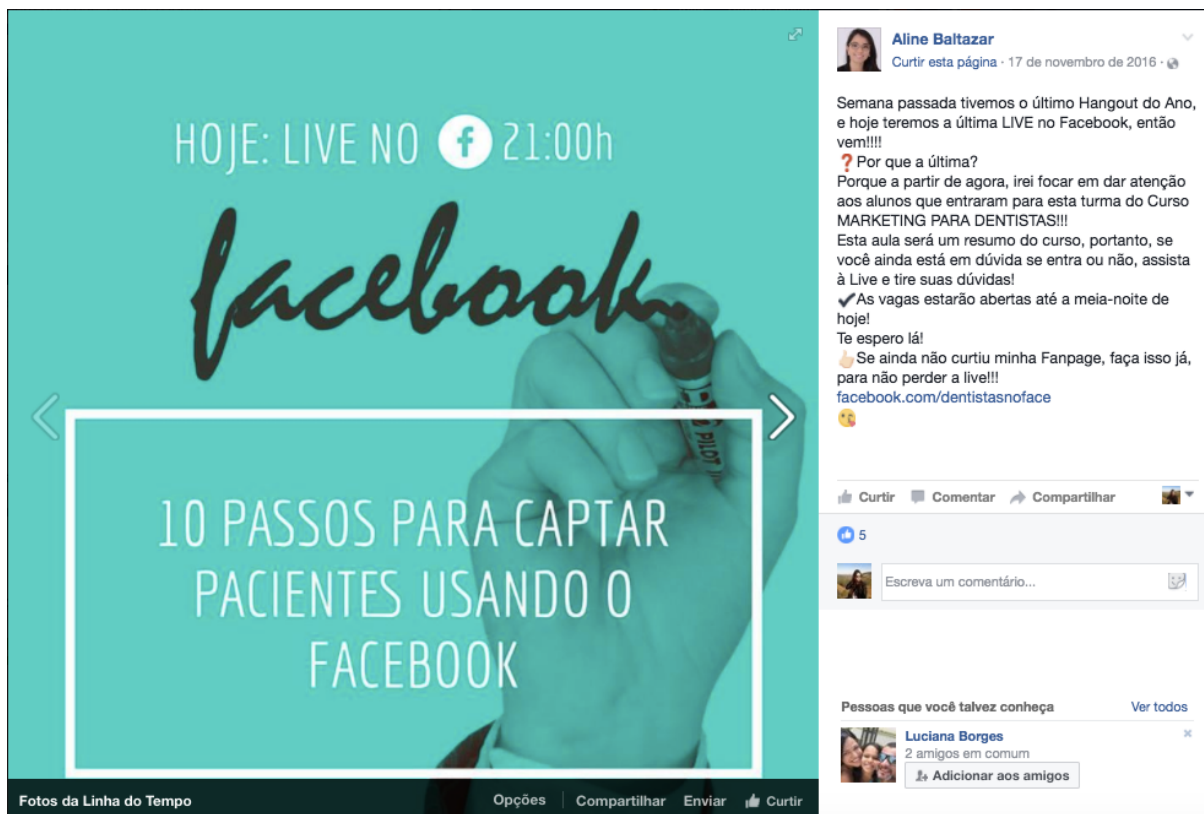 HOJE: LIVE NO f 21:00h
facebook
PILOT
10 PASSOS PARA CAPTAR
PACIENTES USANDO O
FACEBOOK
Fotos da Linha do Tempo
Opções Compartilhar Enviar Curtir
Aline Baltazar
Curtir esta página · 17 de novembro de 2016 ·
Semana passada tivemos o último Hangout do Ano,
e hoje teremos a última LIVE no Facebook, então
vem!!!!
❓Por que a última?
Porque a partir de agora, irei focar em dar atenção
aos alunos que entraram para esta turma do Curso
MARKETING PARA DENTISTAS!!!
Esta aula será um resumo do curso, portanto, se
você ainda está em dúvida se entra ou não, assista
à Live e tire suas dúvidas!
✔As vagas estarão abertas até a meia-noite de
hoje!
Te espero lá!
👍🏻Se ainda não curtiu minha Fanpage, faça isso já,
para não perder a live!!!
facebook.com/dentistasnoface
😘
Curtir Comentar Compartilhar
5
Escreva um comentário...
Pessoas que você talvez conheça Ver todos
Luciana Borges
2 amigos em comum
Adicionar aos amigos